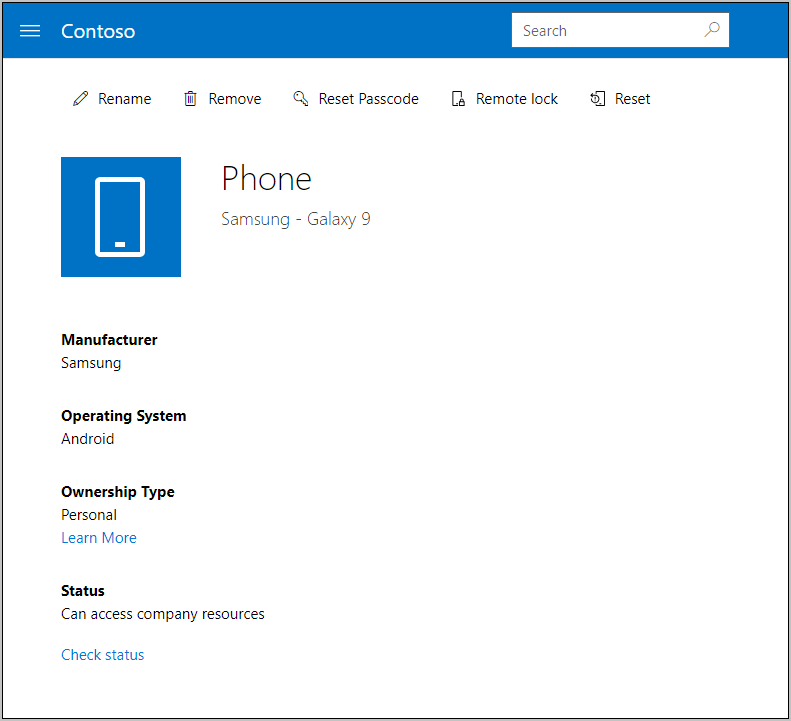 Contoso
Search
Rename Remove Reset Passcode Remote lock Reset
Phone
Samsung - Galaxy 9
Manufacturer
Samsung
Operating System
Android
Ownership Type
Personal
Learn More
Status
Can access company resources
Check status